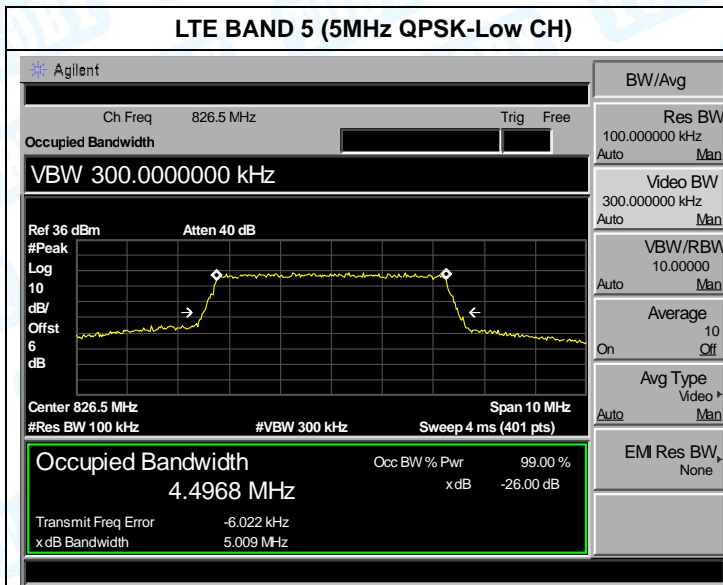 LTE BAND 5 (5MHz QPSK-Low CH)
Agilent
BW/Avg
Ch Freq 826.5 MHz Trig Free
Occupied Bandwidth
VBW 300.0000000 kHz
Ref 36 dBm Atten 40 dB
#Peak
Log
10
dB/
Offst
6
dB
Center 826.5 MHz Span 10 MHz
#Res BW 100 kHz #VBW 300 kHz Sweep 4 ms (401 pts)
Occupied Bandwidth Occ BW % Pwr 99.00 %
4.4968 MHz x dB -26.00 dB
Transmit Freq Error -6.022 kHz
x dB Bandwidth 5.009 MHz
Res BW
100.000000 kHz
Auto Man
Video BW
300.000000 kHz
Auto Man
VBW/RBW
10.00000
Auto Man
Average
10
On Off
Avg Type
Video
Auto Man
EMI Res BW
None